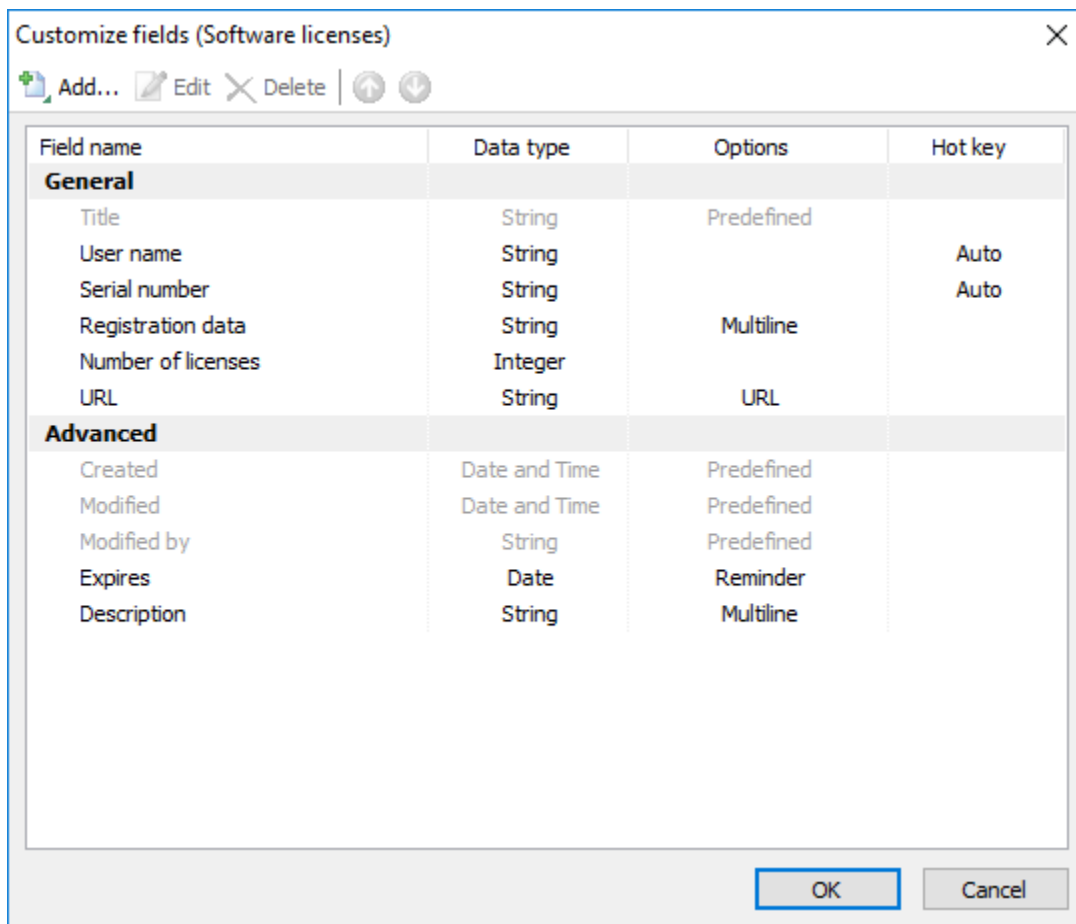 Customize fields (Software licenses)
Add... Edit Delete
Field name Data type Options Hot key
General
Title String Predefined
User name String Auto
Serial number String Auto
Registration data String Multiline
Number of licenses Integer
URL String URL
Advanced
Created Date and Time Predefined
Modified Date and Time Predefined
Modified by String Predefined
Expires Date Reminder
Description String Multiline
OK Cancel